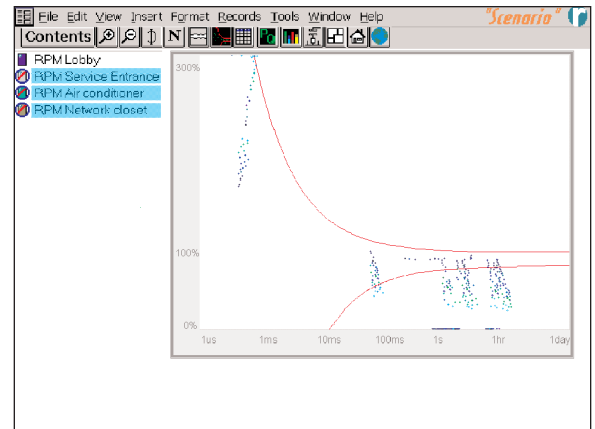 File Edit View Insert Format Records Tools Window Help "Scenario"
Contents N PQ
RPM Lobby
RPM Service Entrance
RPM Air conditioner
RPM Network closet
300%
100%
0%
1us 1ms 10ms 100ms 1s 1hr 1day